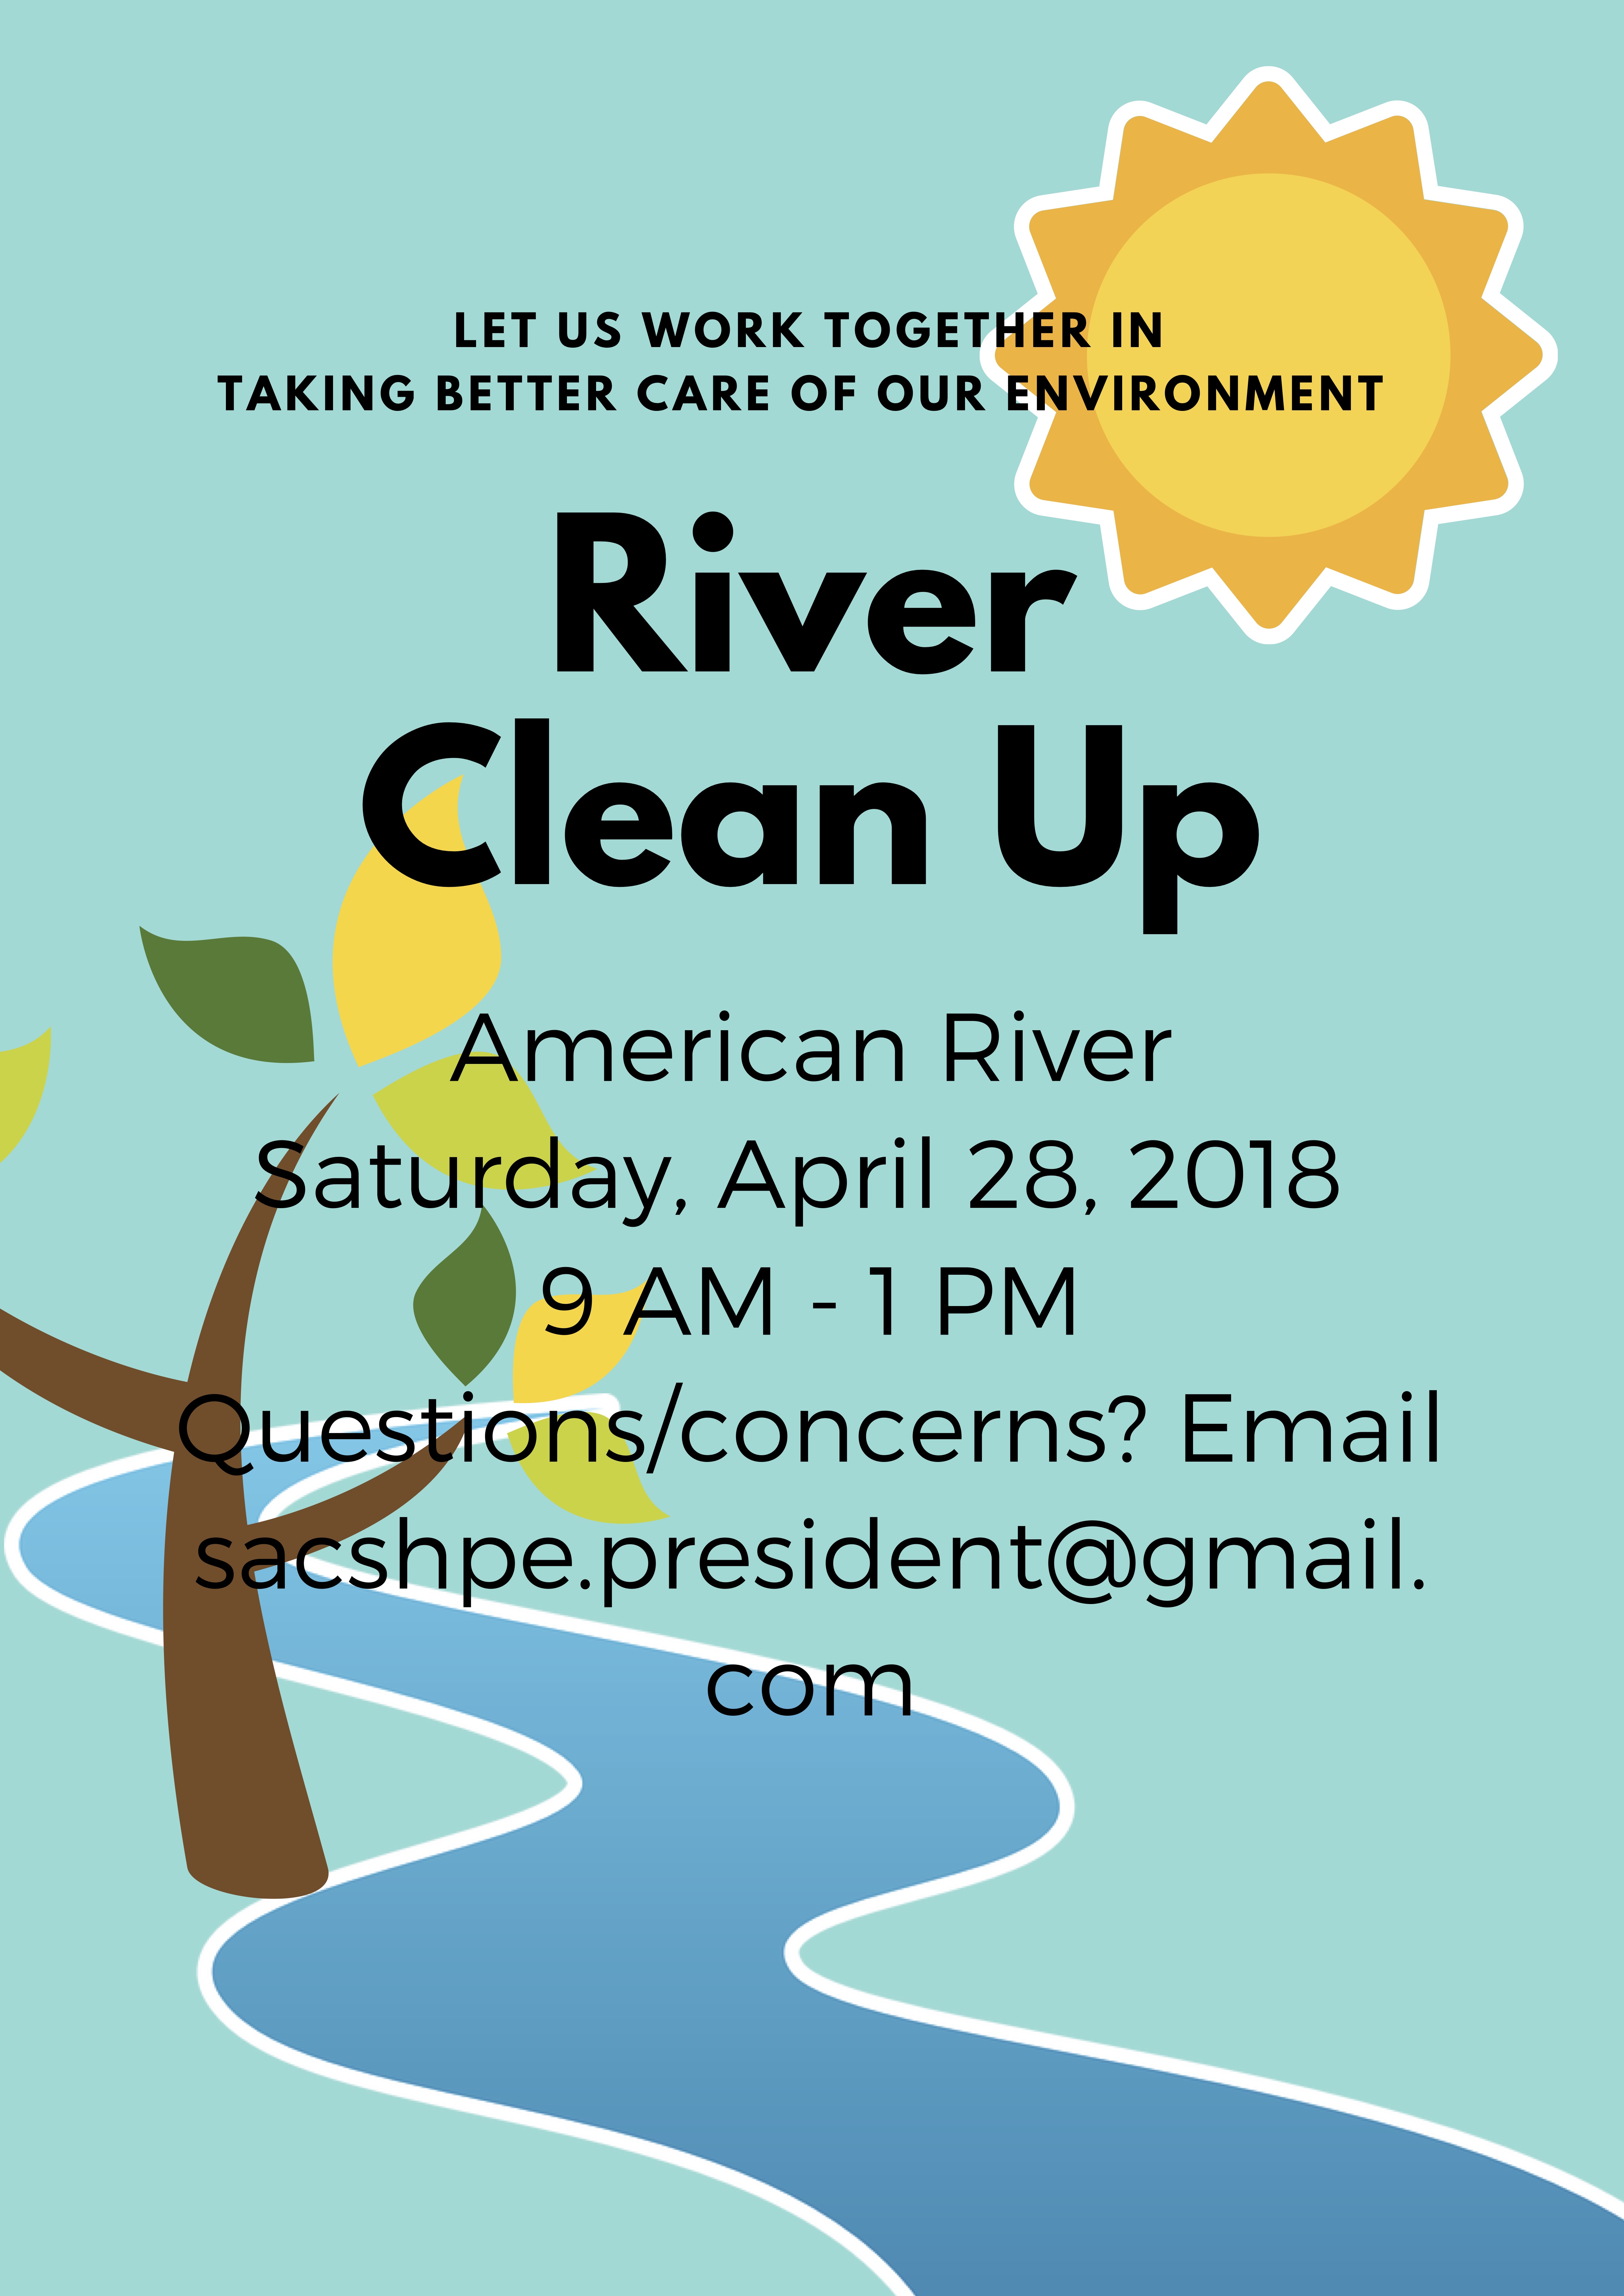 LET US WORK TOGETHER IN
TAKING BETTER CARE OF OUR ENVIRONMENT
River
Clean Up
American River
Saturday, April 28, 2018
9 AM - 1 PM
Questions/concerns? Email
sacshpe.president@gmail.
com